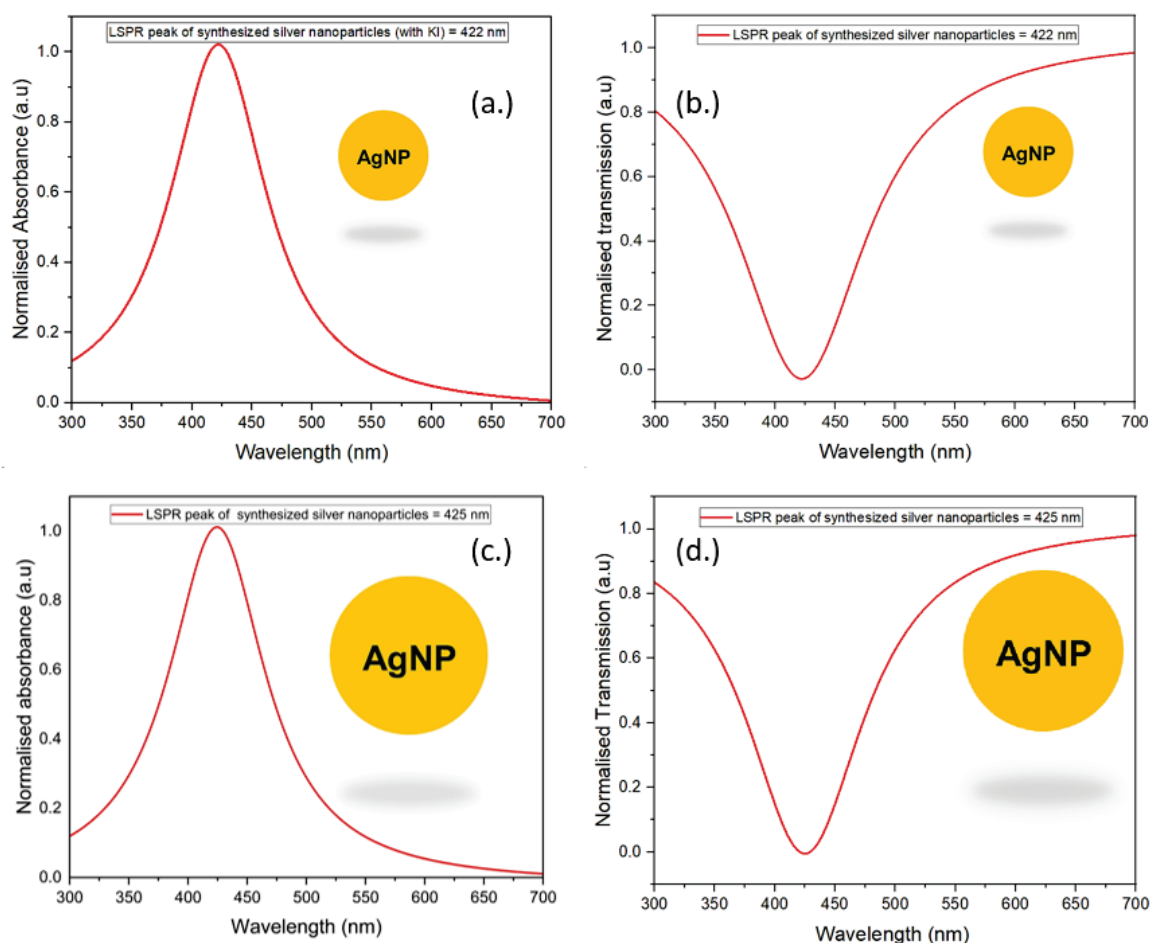 LSPR peak of synthesized silver nanoparticles (with KI) = 422 nm
(a.)
AgNP
Normalised Absorbance (a.u)
1.0
0.8
0.6
0.4
0.2
0.0
300 350 400 450 500 550 600 650 700
Wavelength (nm)
LSPR peak of synthesized silver nanoparticles = 422 nm
(b.)
AgNP
Normalised transmission (a.u)
1.0
0.8
0.6
0.4
0.2
0.0
300 350 400 450 500 550 600 650 700
Wavelength (nm)
LSPR peak of synthesized silver nanoparticles = 425 nm
(c.)
AgNP
Normalised absorbance (a.u)
1.0
0.8
0.6
0.4
0.2
0.0
300 350 400 450 500 550 600 650 700
Wavelength (nm)
LSPR peak of synthesized silver nanoparticles = 425 nm
(d.)
AgNP
Normalised Transmission (a.u)
1.0
0.8
0.6
0.4
0.2
0.0
300 350 400 450 500 550 600 650 700
Wavelength (nm)